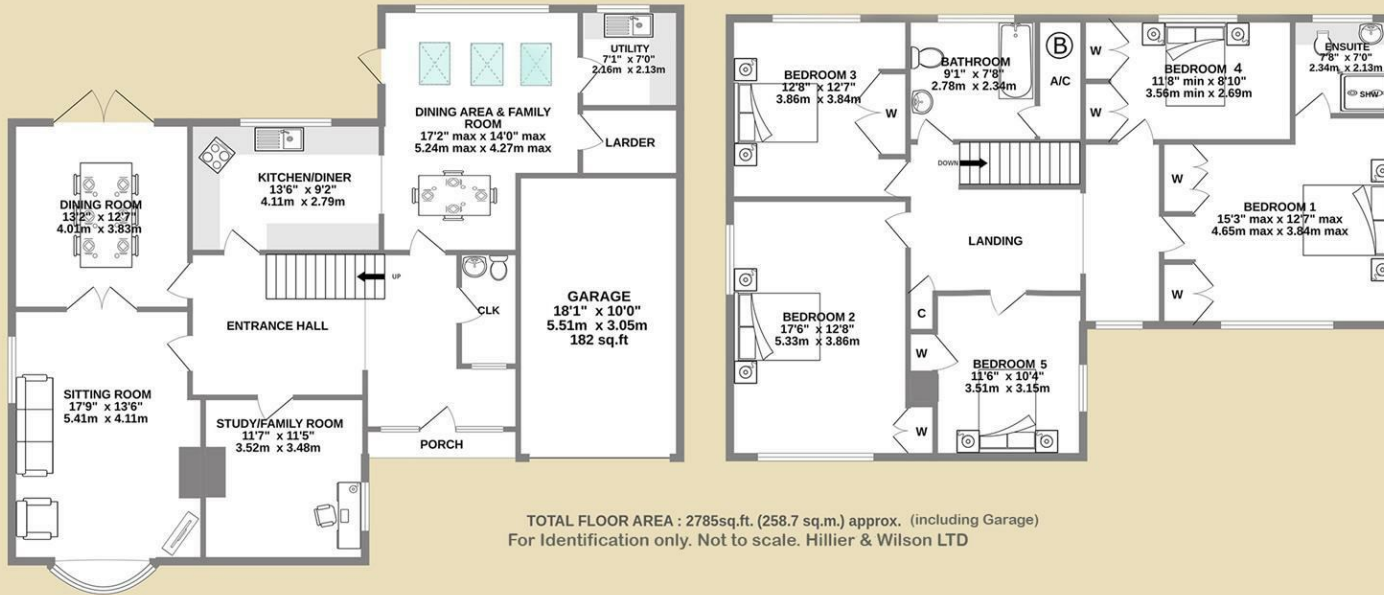 UTILITY
7'1" x 7'0"
2.16m x 2.13m
DINING AREA & FAMILY
ROOM
17'2" max x 14'0" max
5.24m max x 4.27m max
LARDER
KITCHEN/DINER
13'6" x 9'2"
4.11m x 2.79m
DINING ROOM
13'2" x 12'7"
4.01m x 3.83m
UP
CLK
ENTRANCE HALL
GARAGE
18'1" x 10'0"
5.51m x 3.05m
182 sq.ft
SITTING ROOM
17'9" x 13'6"
5.41m x 4.11m
STUDY/FAMILY ROOM
11'7" x 11'5"
3.52m x 3.48m
PORCH
BEDROOM 3
12'8" x 12'7"
3.86m x 3.84m
W
BATHROOM
9'1" x 7'8"
2.78m x 2.34m
B
A/C
W
W
BEDROOM 4
11'8" min x 8'10"
3.56m min x 2.69m
ENSUITE
7'8" x 7'0"
2.34m x 2.13m
SHW
DOWN
LANDING
W
BEDROOM 1
15'3" max x 12'7" max
4.65m max x 3.84m max
W
BEDROOM 2
17'6" x 12'8"
5.33m x 3.86m
C
W
BEDROOM 5
11'6" x 10'4"
3.51m x 3.15m
W
TOTAL FLOOR AREA : 2785sq.ft. (258.7 sq.m.) approx. (including Garage)
For Identification only. Not to scale. Hillier & Wilson LTD